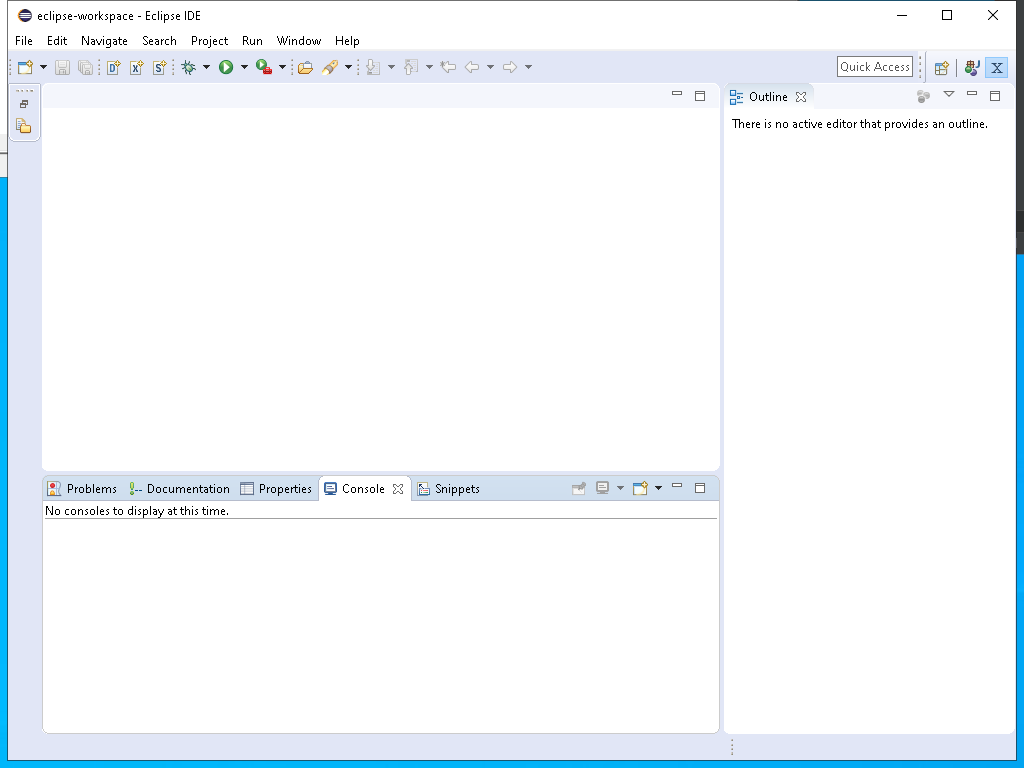 eclipse-workspace - Eclipse IDE
File Edit Navigate Search Project Run Window Help
Quick Access
Outline
There is no active editor that provides an outline.
Problems Documentation Properties Console Snippets
No consoles to display at this time.